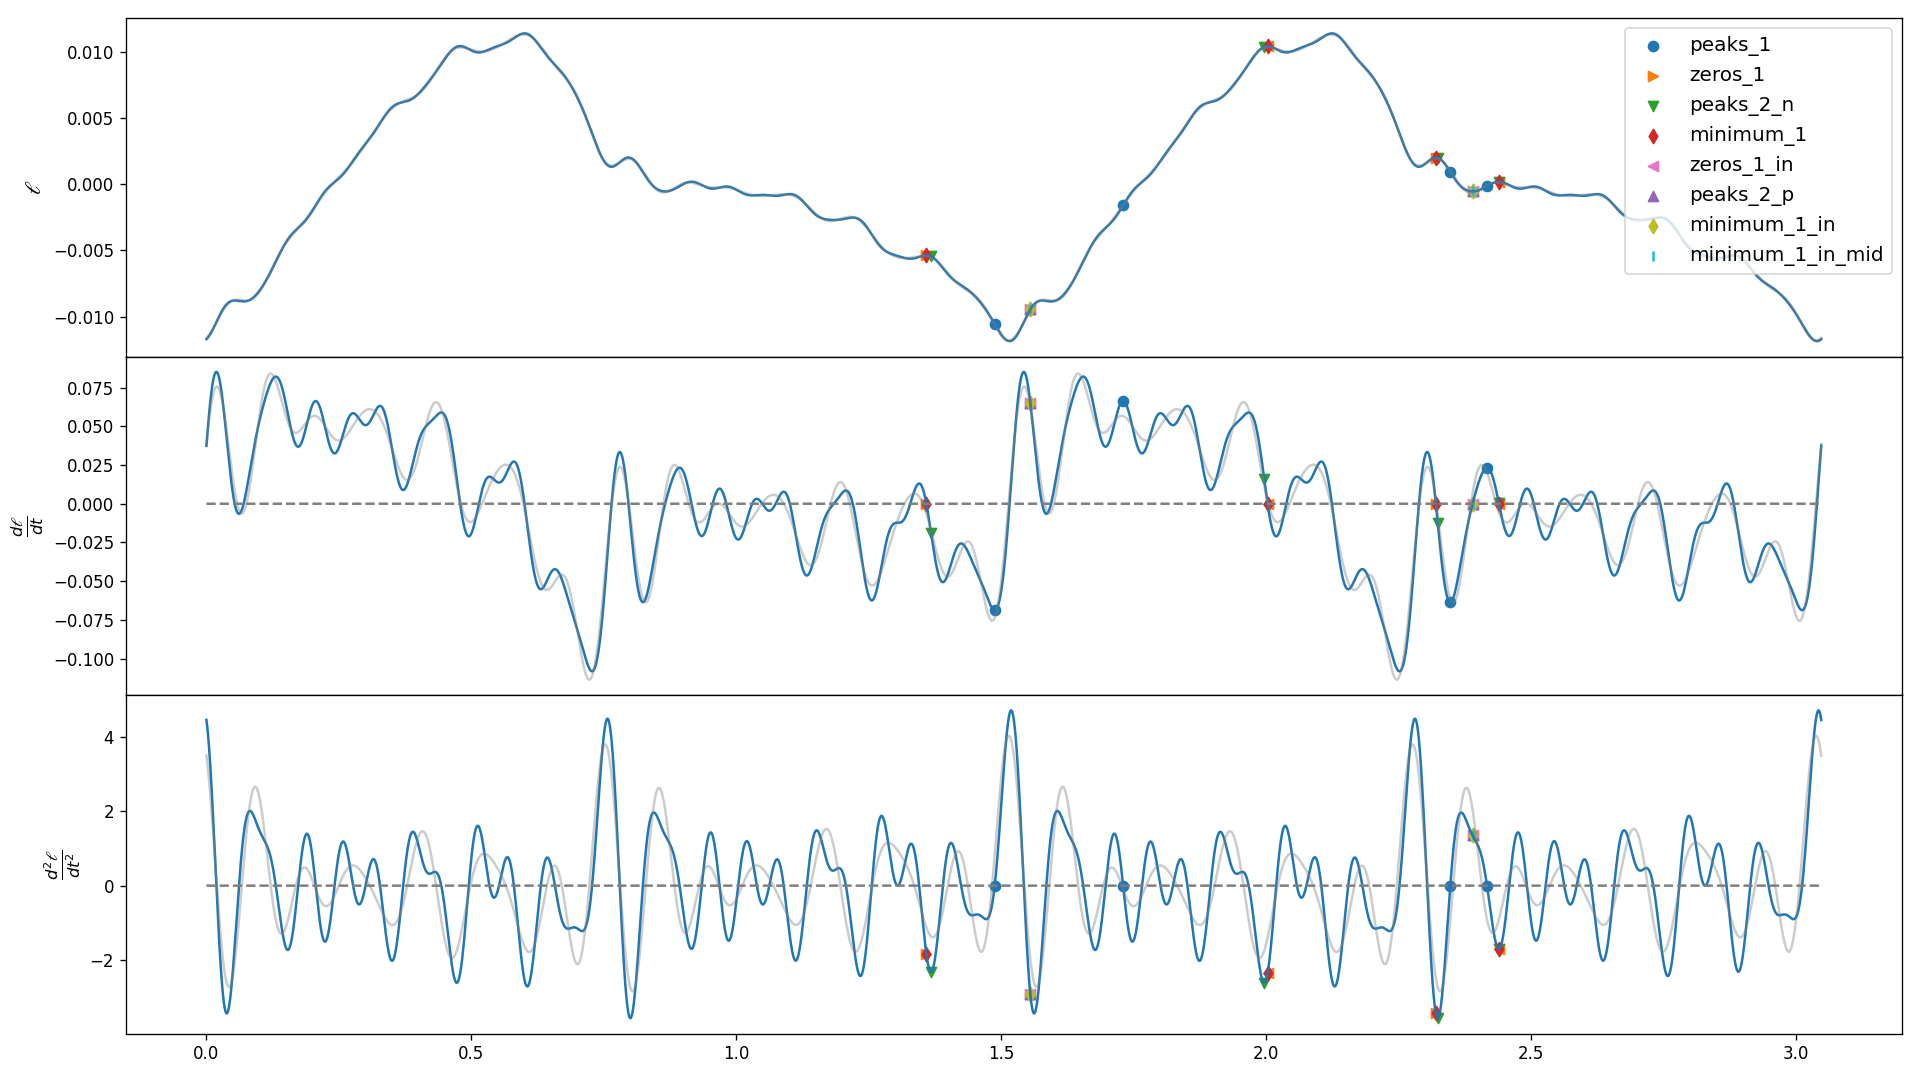 0.010
0.005
0.000
−0.005
−0.010
ℓ
peaks_1
zeros_1
peaks_2_n
minimum_1
zeros_1_in
peaks_2_p
minimum_1_in
minimum_1_in_mid
0.075
0.050
0.025
0.000
−0.025
−0.050
−0.075
−0.100
dℓ
dt
4
2
0
−2
d²ℓ
dt²
0.0 0.5 1.0 1.5 2.0 2.5 3.0